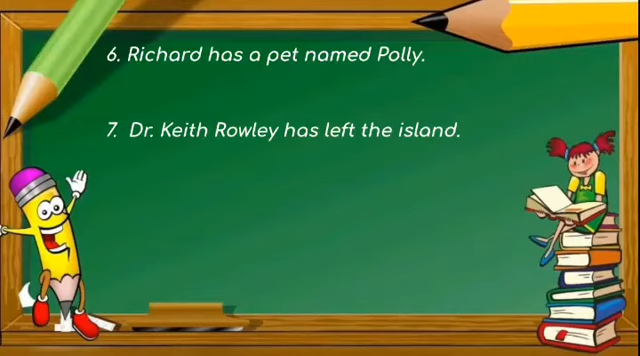 6. Richard has a pet named Polly.
7. Dr. Keith Rowley has left the island.